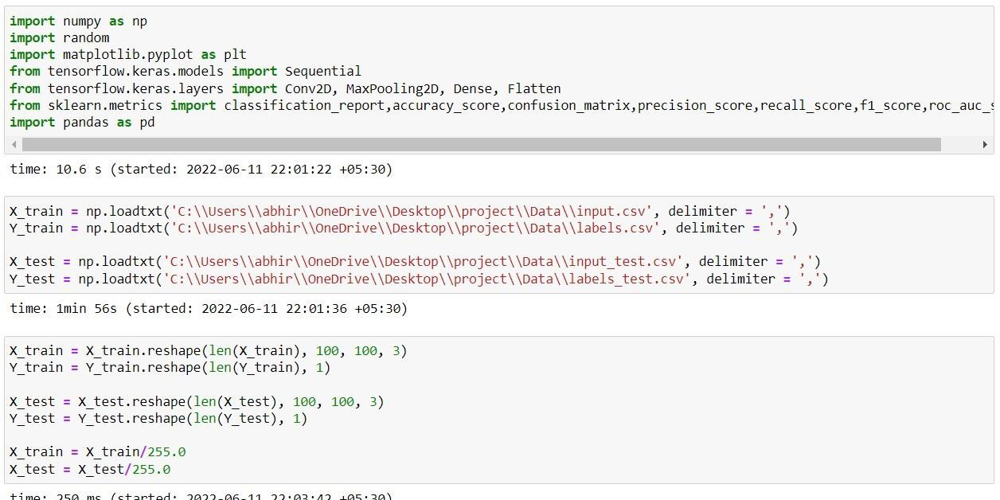 import numpy as np
import random
import matplotlib.pyplot as plt
from tensorflow.keras.models import Sequential
from tensorflow.keras.layers import Conv2D, MaxPooling2D, Dense, Flatten
from sklearn.metrics import classification_report,accuracy_score,confusion_matrix,precision_score,recall_score,f1_score,roc_auc_s
import pandas as pd
time: 10.6 s (started: 2022-06-11 22:01:22 +05:30)
X_train = np.loadtxt('C:\\Users\\abhir\\OneDrive\\Desktop\\project\\Data\\input.csv', delimiter = ',')
Y_train = np.loadtxt('C:\\Users\\abhir\\OneDrive\\Desktop\\project\\Data\\labels.csv', delimiter = ',')
X_test = np.loadtxt('C:\\Users\\abhir\\OneDrive\\Desktop\\project\\Data\\input_test.csv', delimiter = ',')
Y_test = np.loadtxt('C:\\Users\\abhir\\OneDrive\\Desktop\\project\\Data\\labels_test.csv', delimiter = ',')
time: 1min 56s (started: 2022-06-11 22:01:36 +05:30)
X_train = X_train.reshape(len(X_train), 100, 100, 3)
Y_train = Y_train.reshape(len(Y_train), 1)
X_test = X_test.reshape(len(X_test), 100, 100, 3)
Y_test = Y_test.reshape(len(Y_test), 1)
X_train = X_train/255.0
X_test = X_test/255.0
time: 250 ms (started: 2022-06-11 22:03:42 +05:30)